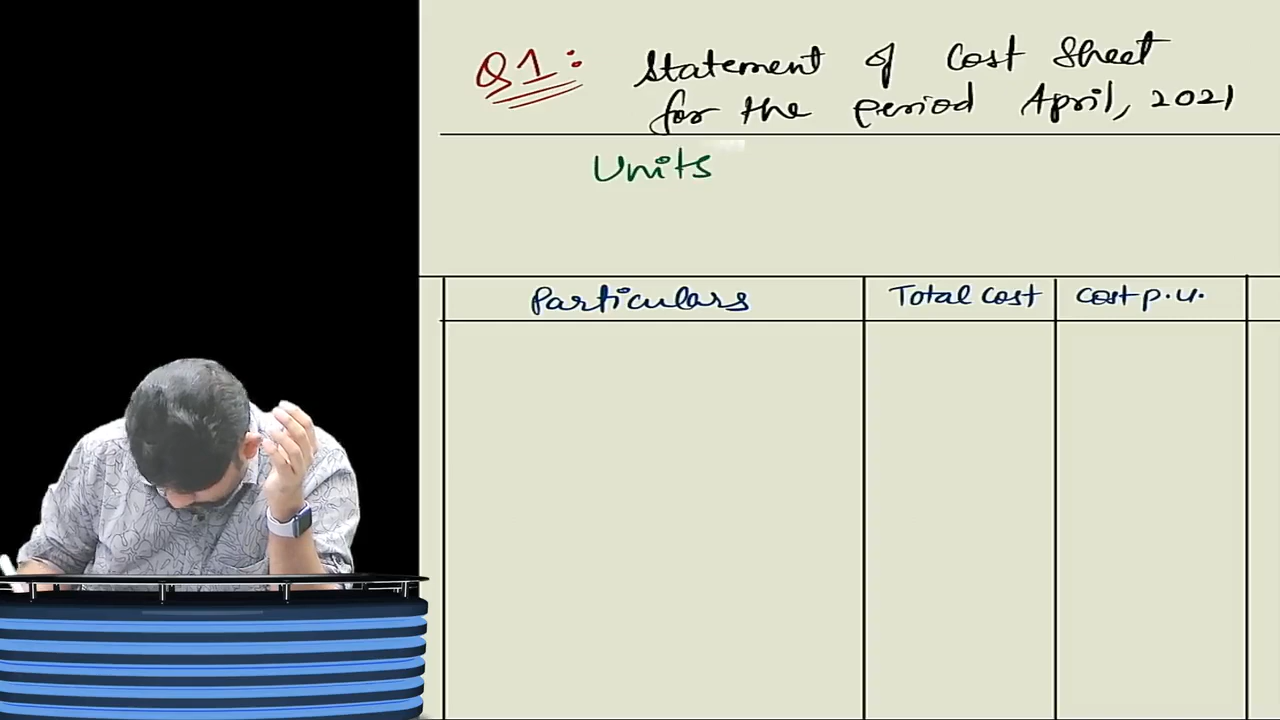 Q1: Statement of Cost Sheet
for the period April, 2021
Units
Particulars Total Cost Cost p.u.